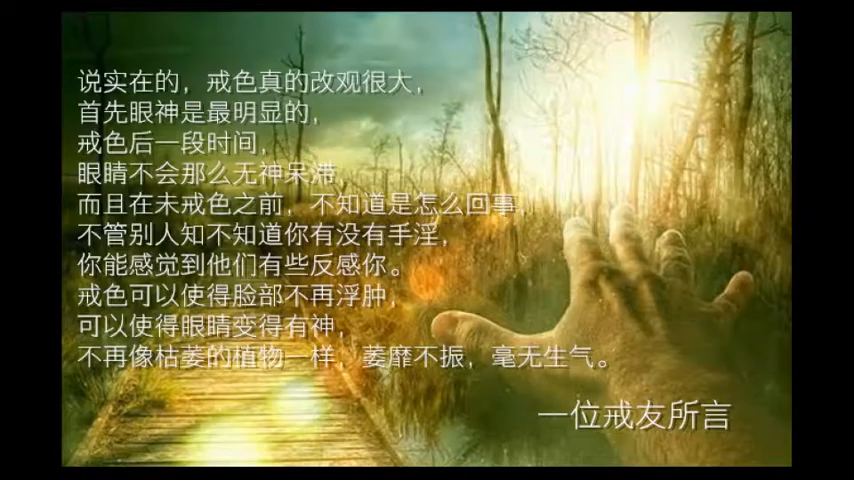 说实在的，戒色真的改观很大，
首先眼神是最明显的，
戒色后一段时间，
眼睛不会那么无神呆滞，
而且在未戒色之前，不知道是怎么回事，
不管别人知不知道你有没有手淫，
你能感觉到他们有些反感你。
戒色可以使得脸部不再浮肿，
可以使得眼睛变得有神，
不再像枯萎的植物一样，萎靡不振，毫无生气。
—位戒友所言